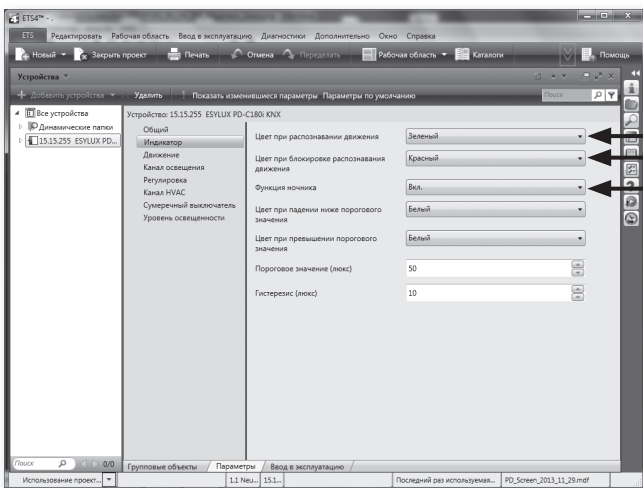 ETS4™ - .
ETS Редактировать Рабочая область Ввод в эксплуатацию Диагностики Дополнительно Окно Справка
Новый Закрыть проект Печать Отмена Переделать Рабочая область Каталоги Помощь
Устройства
Добавить устройства Удалить Показать изменившиеся параметры Параметры по умолчанию Поиск
Все устройства
Динамические папки
15.15.255 ESYLUX PD...
Устройство: 15.15.255 ESYLUX PD-C180i KNX
Общий
Индикатор
Движение
Канал освещения
Регулировка
Канал HVAC
Сумеречный выключатель
Уровень освещенности
Цвет при распознавании движения Зеленый
Цвет при блокировке распознавания движения Красный
Функция ночника Вкл.
Цвет при падении ниже порогового значения Белый
Цвет при превышении порогового значения Белый
Пороговое значение (люкс) 50
Гистерезис (люкс) 10
Поиск 0/0
Групповые объекты Параметры Ввод в эксплуатацию
Использование проект... 1.1 Neu... 15.1... Последний раз используемая... PD_Screen_2013_11_29.mdf